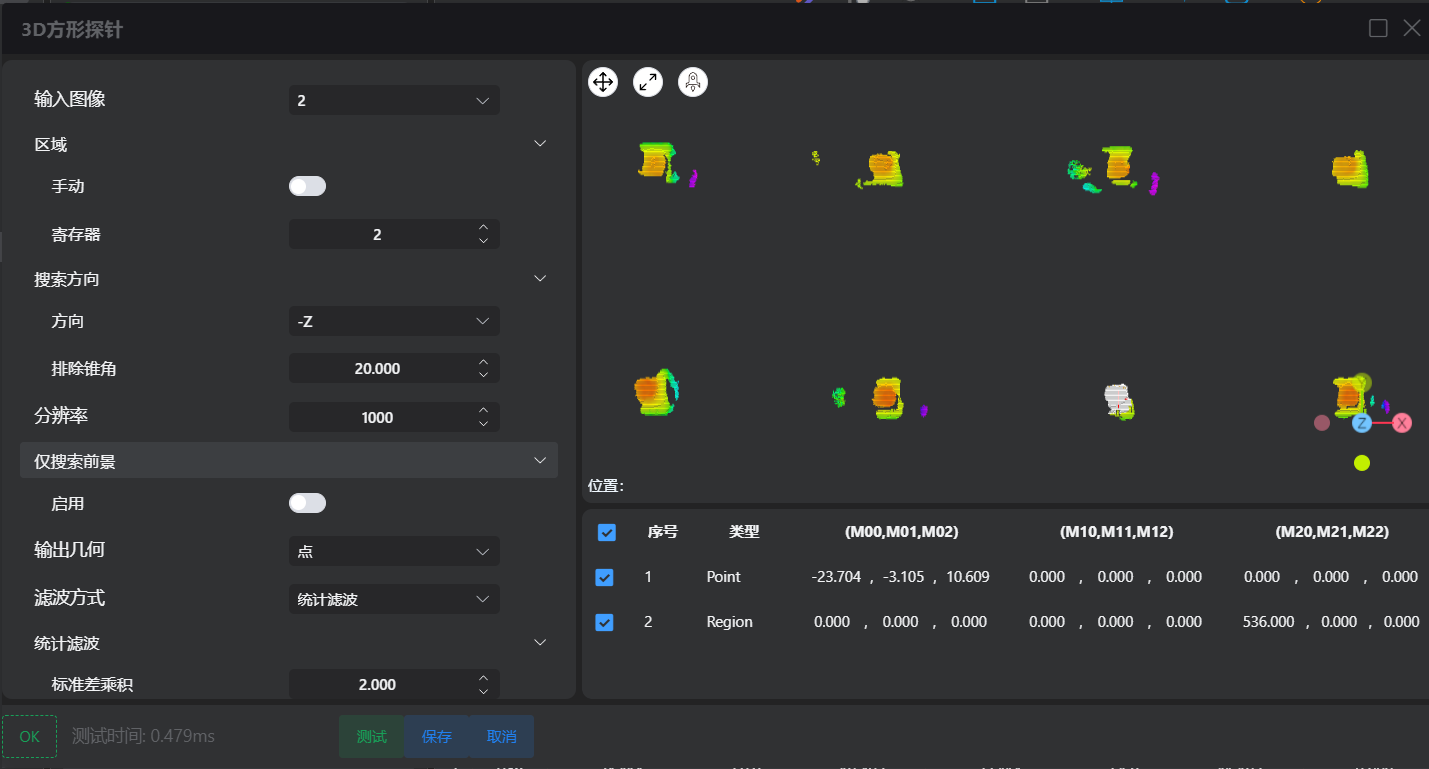 3D方形探针
输入图像 2
区域
手动
寄存器 2
搜索方向
方向 -Z
排除锥角 20.000
分辨率 1000
仅搜索前景
启用
输出几何 点
滤波方式 统计滤波
统计滤波
标准差乘积 2.000
Z X
位置:
序号 类型 (M00,M01,M02) (M10,M11,M12) (M20,M21,M22)
1 Point -23.704 , -3.105 , 10.609 0.000 , 0.000 , 0.000 0.000 , 0.000 , 0.000
2 Region 0.000 , 0.000 , 0.000 0.000 , 0.000 , 0.000 536.000 , 0.000 , 0.000
OK 测试时间: 0.479ms 测试 保存 取消